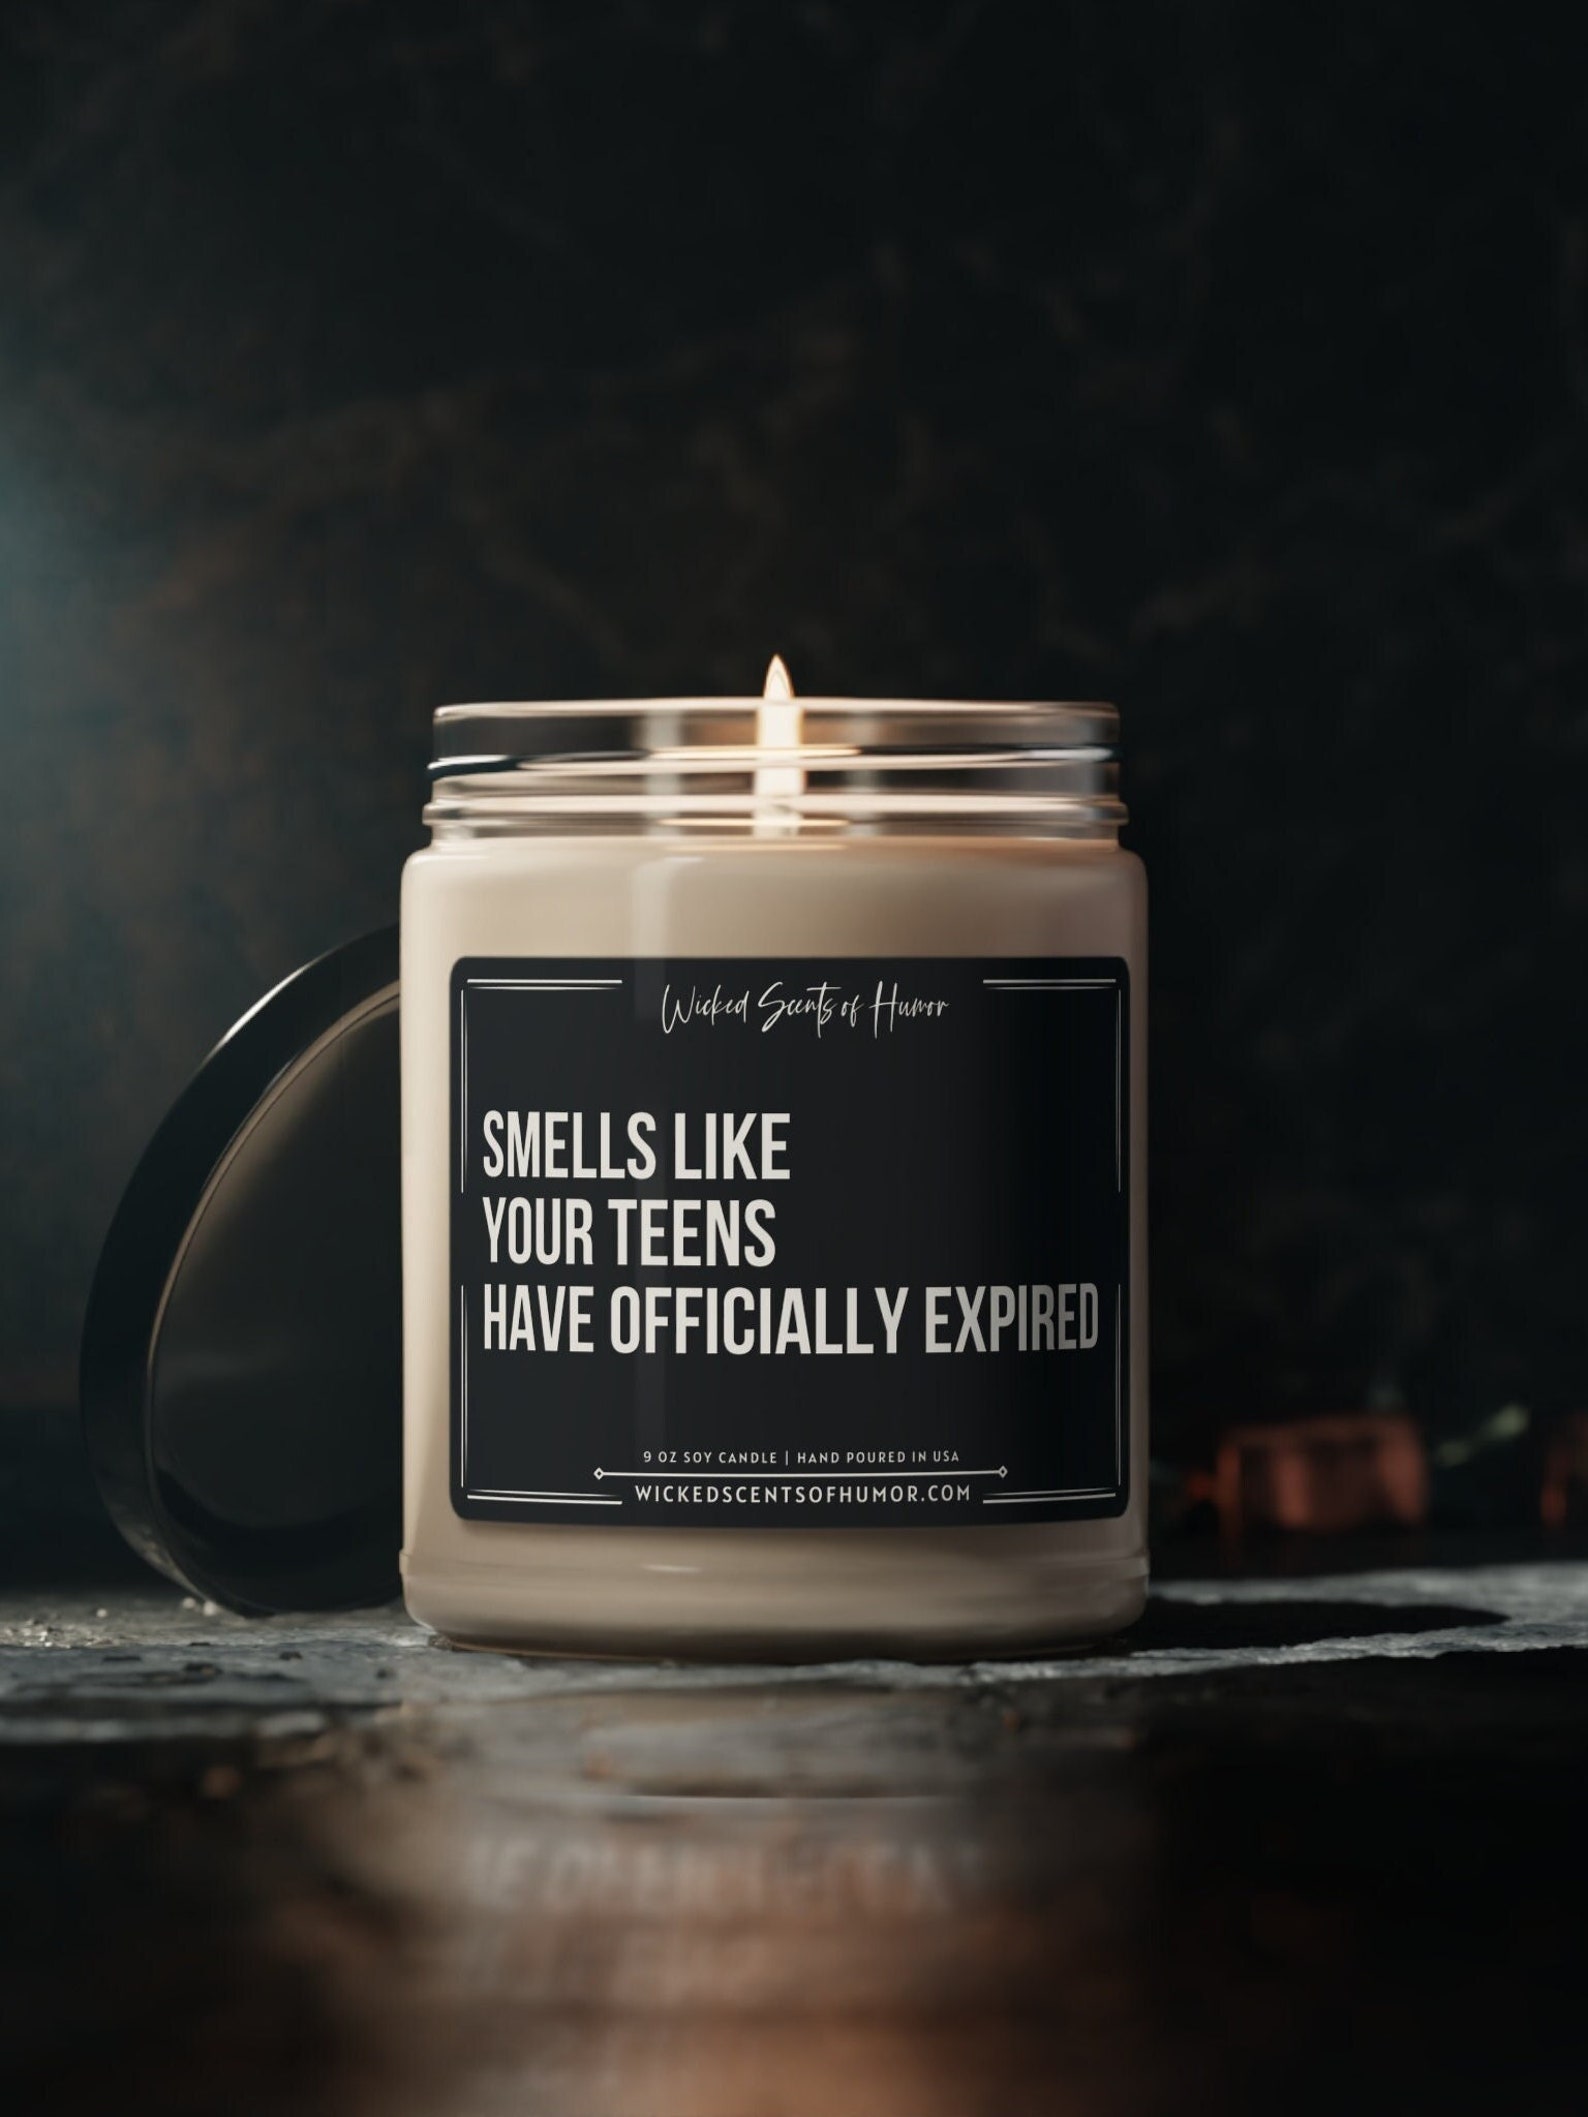 Wicked Scents of Humor
SMELLS LIKE
YOUR TEENS
HAVE OFFICIALLY EXPIRED
9 OZ SOY CANDLE | HAND POURED IN USA
WICKEDSCENTSOFHUMOR.COM